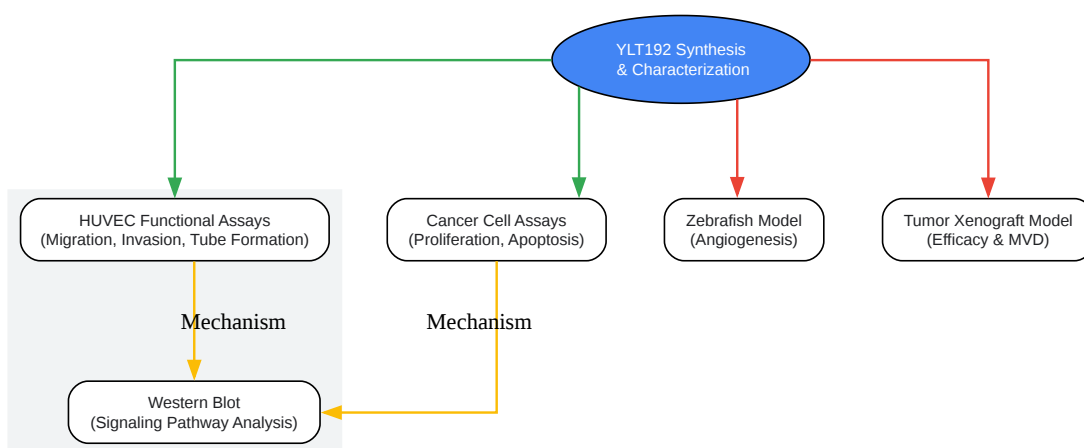 YLT192 Synthesis
& Characterization
HUVEC Functional Assays
(Migration, Invasion, Tube Formation)
Cancer Cell Assays
(Proliferation, Apoptosis)
Zebrafish Model
(Angiogenesis)
Tumor Xenograft Model
(Efficacy & MVD)
Mechanism
Mechanism
Western Blot
(Signaling Pathway Analysis)